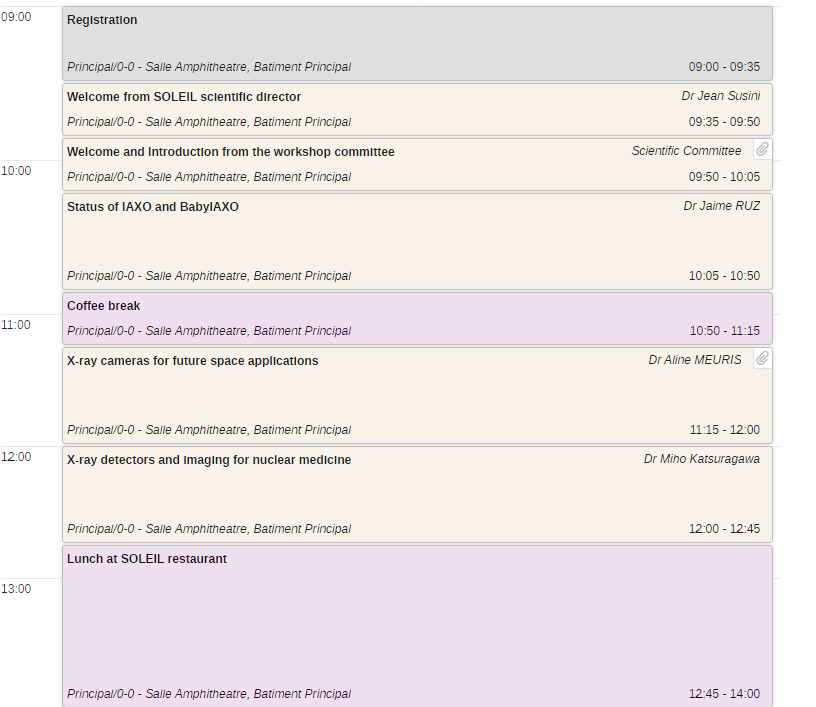 09:00
Registration
Principal/0-0 - Salle Amphitheatre, Batiment Principal 09:00 - 09:35
Welcome from SOLEIL scientific director Dr Jean Susini
Principal/0-0 - Salle Amphitheatre, Batiment Principal 09:35 - 09:50
Welcome and Introduction from the workshop committee Scientific Committee
10:00
Principal/0-0 - Salle Amphitheatre, Batiment Principal 09:50 - 10:05
Status of IAXO and BabyIAXO Dr Jaime RUZ
Principal/0-0 - Salle Amphitheatre, Batiment Principal 10:05 - 10:50
Coffee break
11:00
Principal/0-0 - Salle Amphitheatre, Batiment Principal 10:50 - 11:15
X-ray cameras for future space applications Dr Aline MEURIS
Principal/0-0 - Salle Amphitheatre, Batiment Principal 11:15 - 12:00
12:00
X-ray detectors and imaging for nuclear medicine Dr Miho Katsuragawa
Principal/0-0 - Salle Amphitheatre, Batiment Principal 12:00 - 12:45
Lunch at SOLEIL restaurant
13:00
Principal/0-0 - Salle Amphitheatre, Batiment Principal 12:45 - 14:00